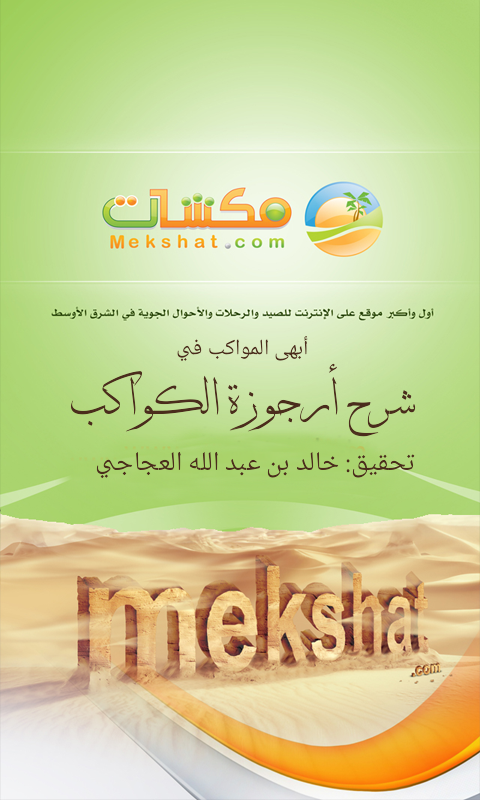 مكشات
Mekshat.com
أول وأكبر موقع على الإنترنت للصيد والرحلات والأحوال الجوية في الشرق الأوسط
أبهى المواكب في
شرح أرجوزة الكواكب
تحقيق: خالد بن عبد الله العجاجي
mekshat
.com